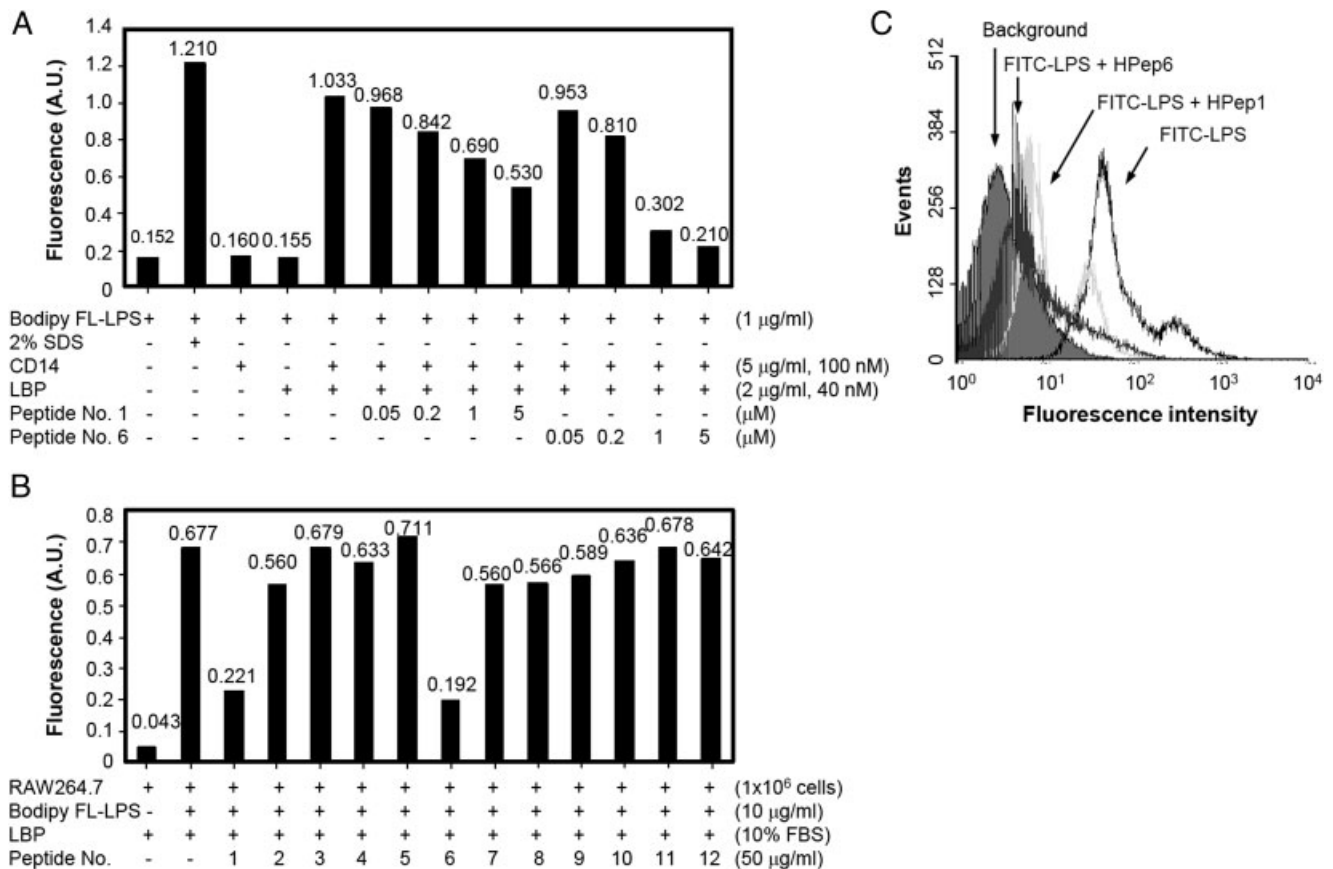 A
Fluorescence (A.U.)
1.4
1.2
1.0
0.8
0.6
0.4
0.2
0
0.152
1.210
0.160
0.155
1.033
0.968
0.842
0.690
0.530
0.953
0.810
0.302
0.210
Bodipy FL-LPS + + + + + + + + + + + + + (1 μg/ml)
2% SDS - + - - - - - - - - - - -
CD14 - - + - + + + + + + + + + (5 μg/ml, 100 nM)
LBP - - - + + + + + + + + + + (2 μg/ml, 40 nM)
Peptide No. 1 - - - - - 0.05 0.2 1 5 - - - - (μM)
Peptide No. 6 - - - - - - - - - 0.05 0.2 1 5 (μM)
B
Fluorescence (A.U.)
0.8
0.7
0.6
0.5
0.4
0.3
0.2
0.1
0
0.043
0.677
0.221
0.560
0.679
0.633
0.711
0.192
0.560
0.566
0.589
0.636
0.678
0.642
RAW264.7 + + + + + + + + + + + + + + (1x10⁶ cells)
Bodipy FL-LPS - + + + + + + + + + + + + + (10 μg/ml)
LBP + + + + + + + + + + + + + + (10% FBS)
Peptide No. - - 1 2 3 4 5 6 7 8 9 10 11 12 (50 μg/ml)
C
Background
FITC-LPS + HPep6
FITC-LPS + HPep1
FITC-LPS
Events
512
384
256
128
0
10⁰ 10¹ 10² 10³ 10⁴
Fluorescence intensity